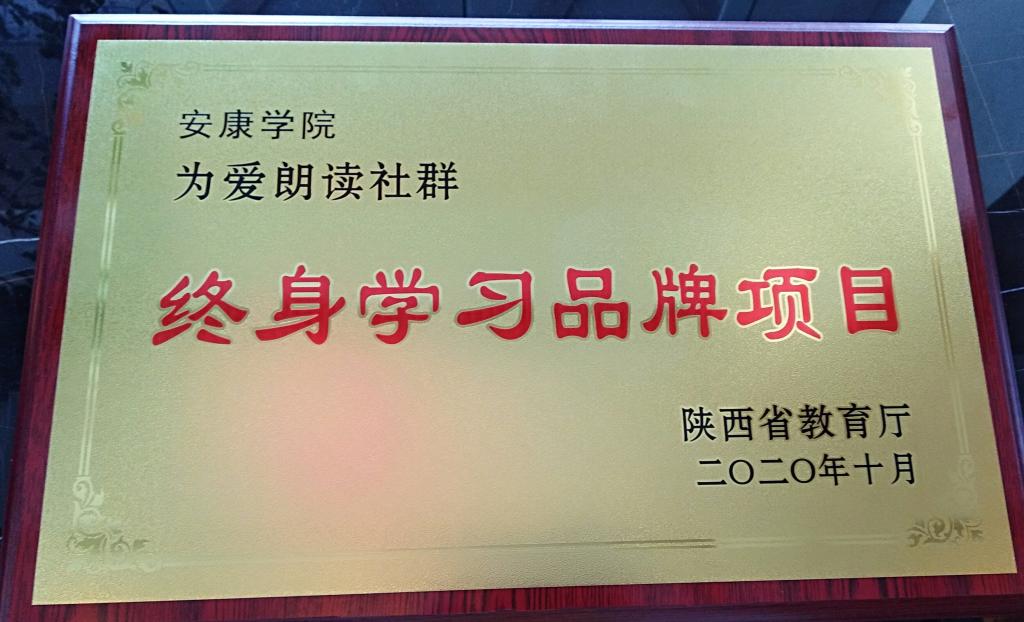 安康学院
为爱朗读社群
终身学习品牌项目
陕西省教育厅
二〇二〇年十月